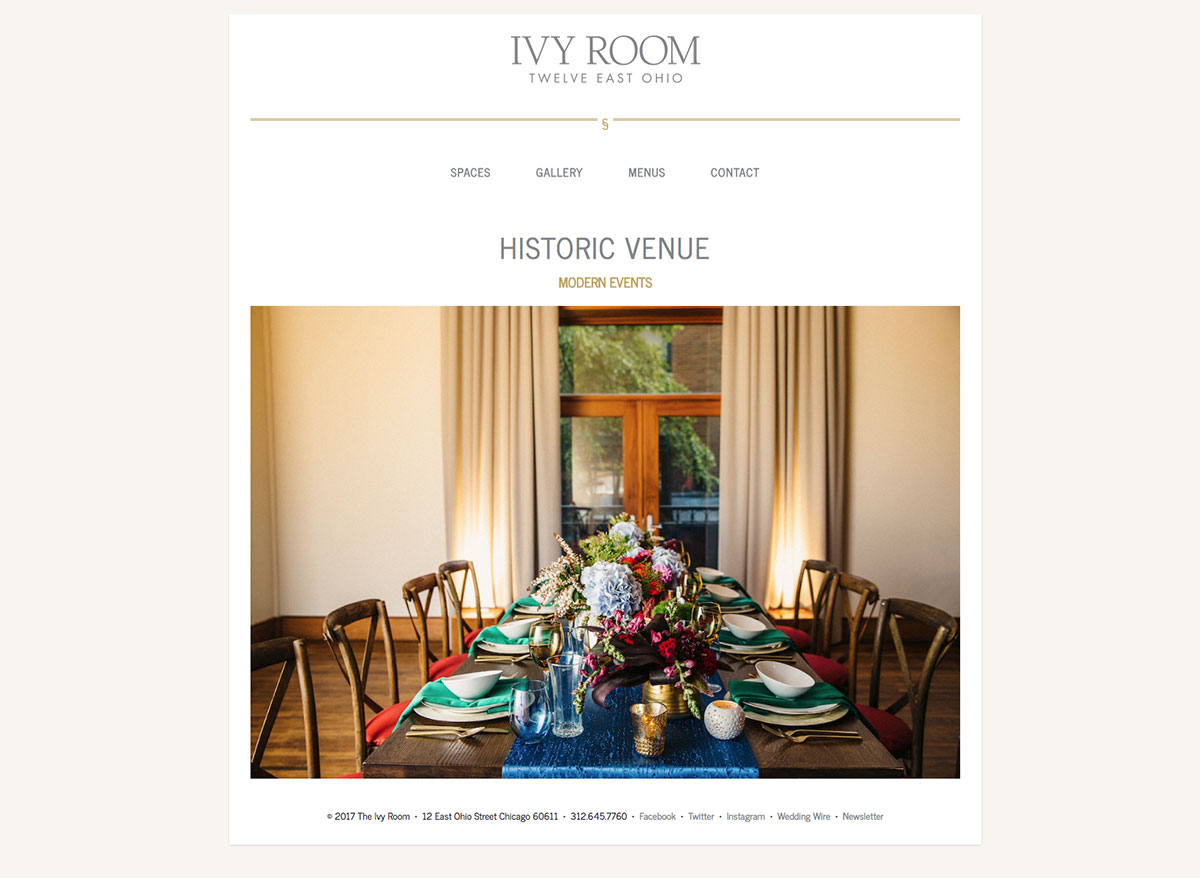 IVY ROOM
TWELVE EAST OHIO
§
SPACES GALLERY MENUS CONTACT
HISTORIC VENUE
MODERN EVENTS
© 2017 The Ivy Room • 12 East Ohio Street Chicago 60611 • 312.645.7760 • Facebook • Twitter • Instagram • Wedding Wire • Newsletter